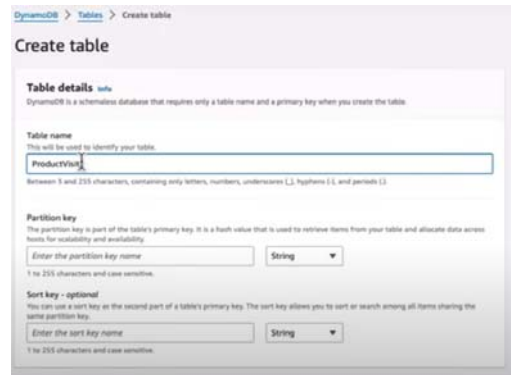 DynamoDB > Tables > Create table
Create table
Table details Info
DynamoDB is a schemaless database that requires only a table name and a primary key when you create the table.
Table name
This will be used to identify your table.
ProductVisit
Between 3 and 255 characters, containing only letters, numbers, underscores (_), hyphens (-), and periods (.).
Partition key
The partition key is part of the table's primary key. It is a hash value that is used to retrieve items from your table and allocate data across
hosts for scalability and availability.
Enter the partition key name String
1 to 255 characters and case sensitive.
Sort key - optional
You can use a sort key as the second part of a table's primary key. The sort key allows you to sort or search among all items sharing the
same partition key.
Enter the sort key name String
1 to 255 characters and case sensitive.